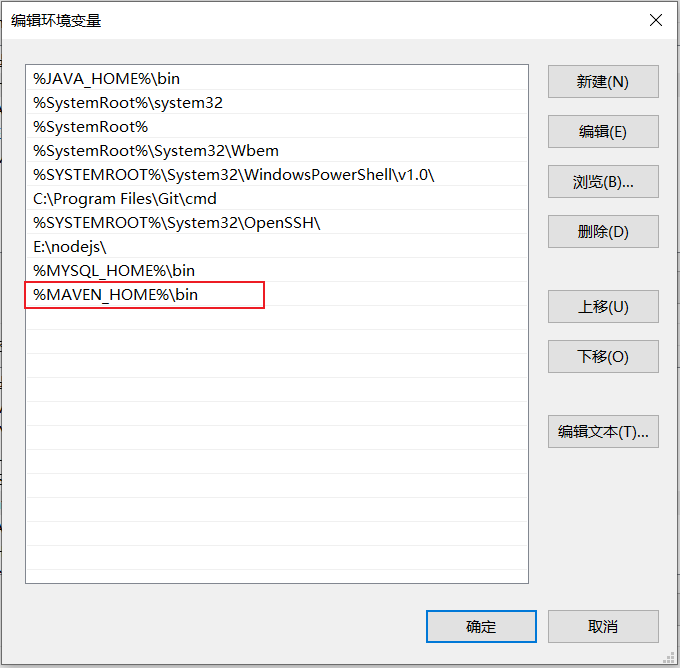 编辑环境变量
%JAVA_HOME%\bin
%SystemRoot%\system32
%SystemRoot%
%SystemRoot%\System32\Wbem
%SYSTEMROOT%\System32\WindowsPowerShell\v1.0\
C:\Program Files\Git\cmd
%SYSTEMROOT%\System32\OpenSSH\
E:\nodejs\
%MYSQL_HOME%\bin
%MAVEN_HOME%\bin
新建(N)
编辑(E)
浏览(B)...
删除(D)
上移(U)
下移(O)
编辑文本(T)...
确定
取消